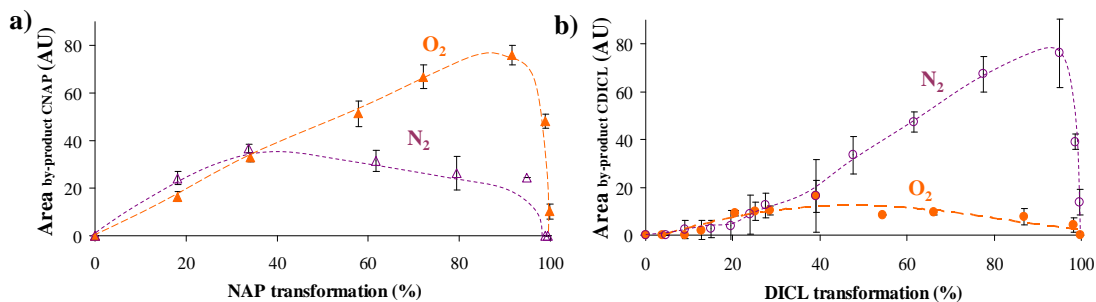 a)
Area by-product CNAP (AU)
80
60
40
20
0
O2
N2
0
20
40
60
80
100
NAP transformation (%)
b)
Area by-product CDICL (AU)
80
60
40
20
0
N2
O2
0
20
40
60
80
100
DICL transformation (%)